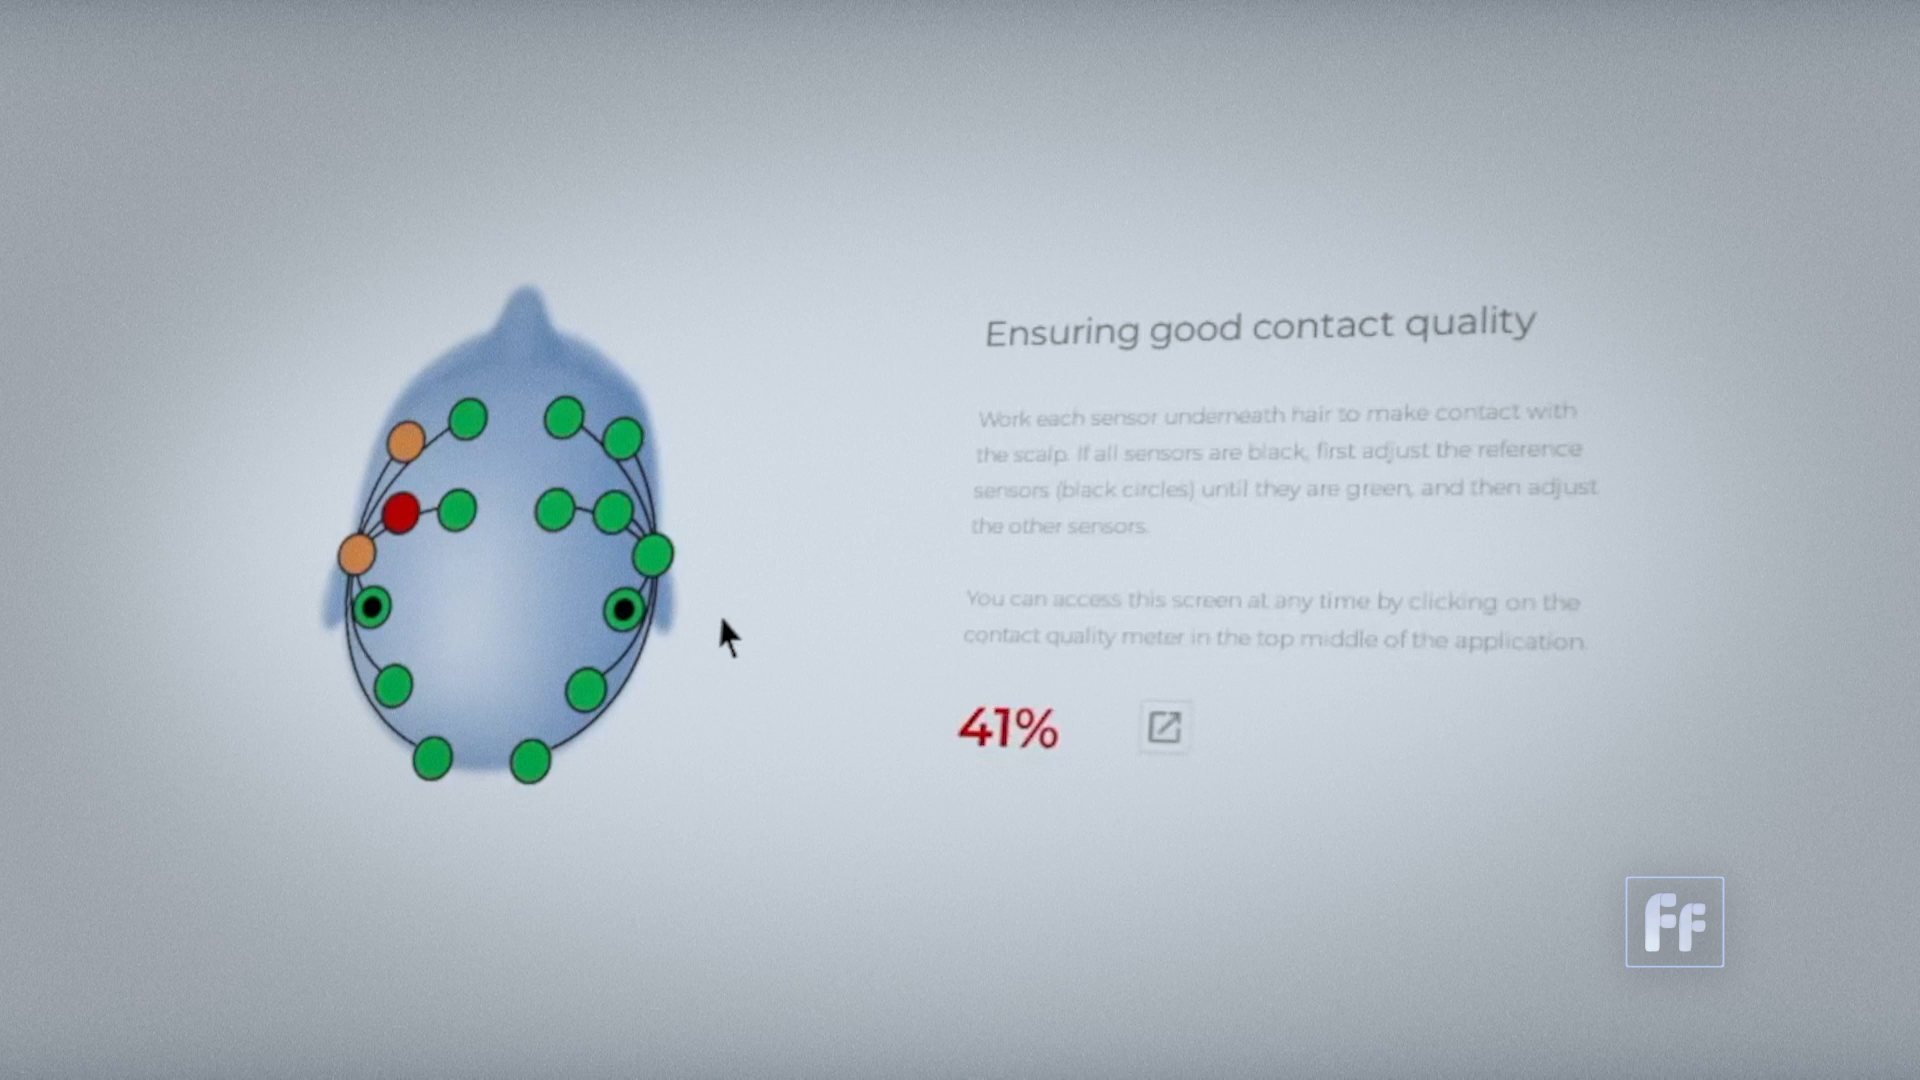 Ensuring good contact quality
Work each sensor underneath hair to make contact with
the scalp. If all sensors are black, first adjust the reference
sensors (black circles) until they are green, and then adjust
the other sensors.
You can access this screen at any time by clicking on the
contact quality meter in the top middle of the application.
41%
FF